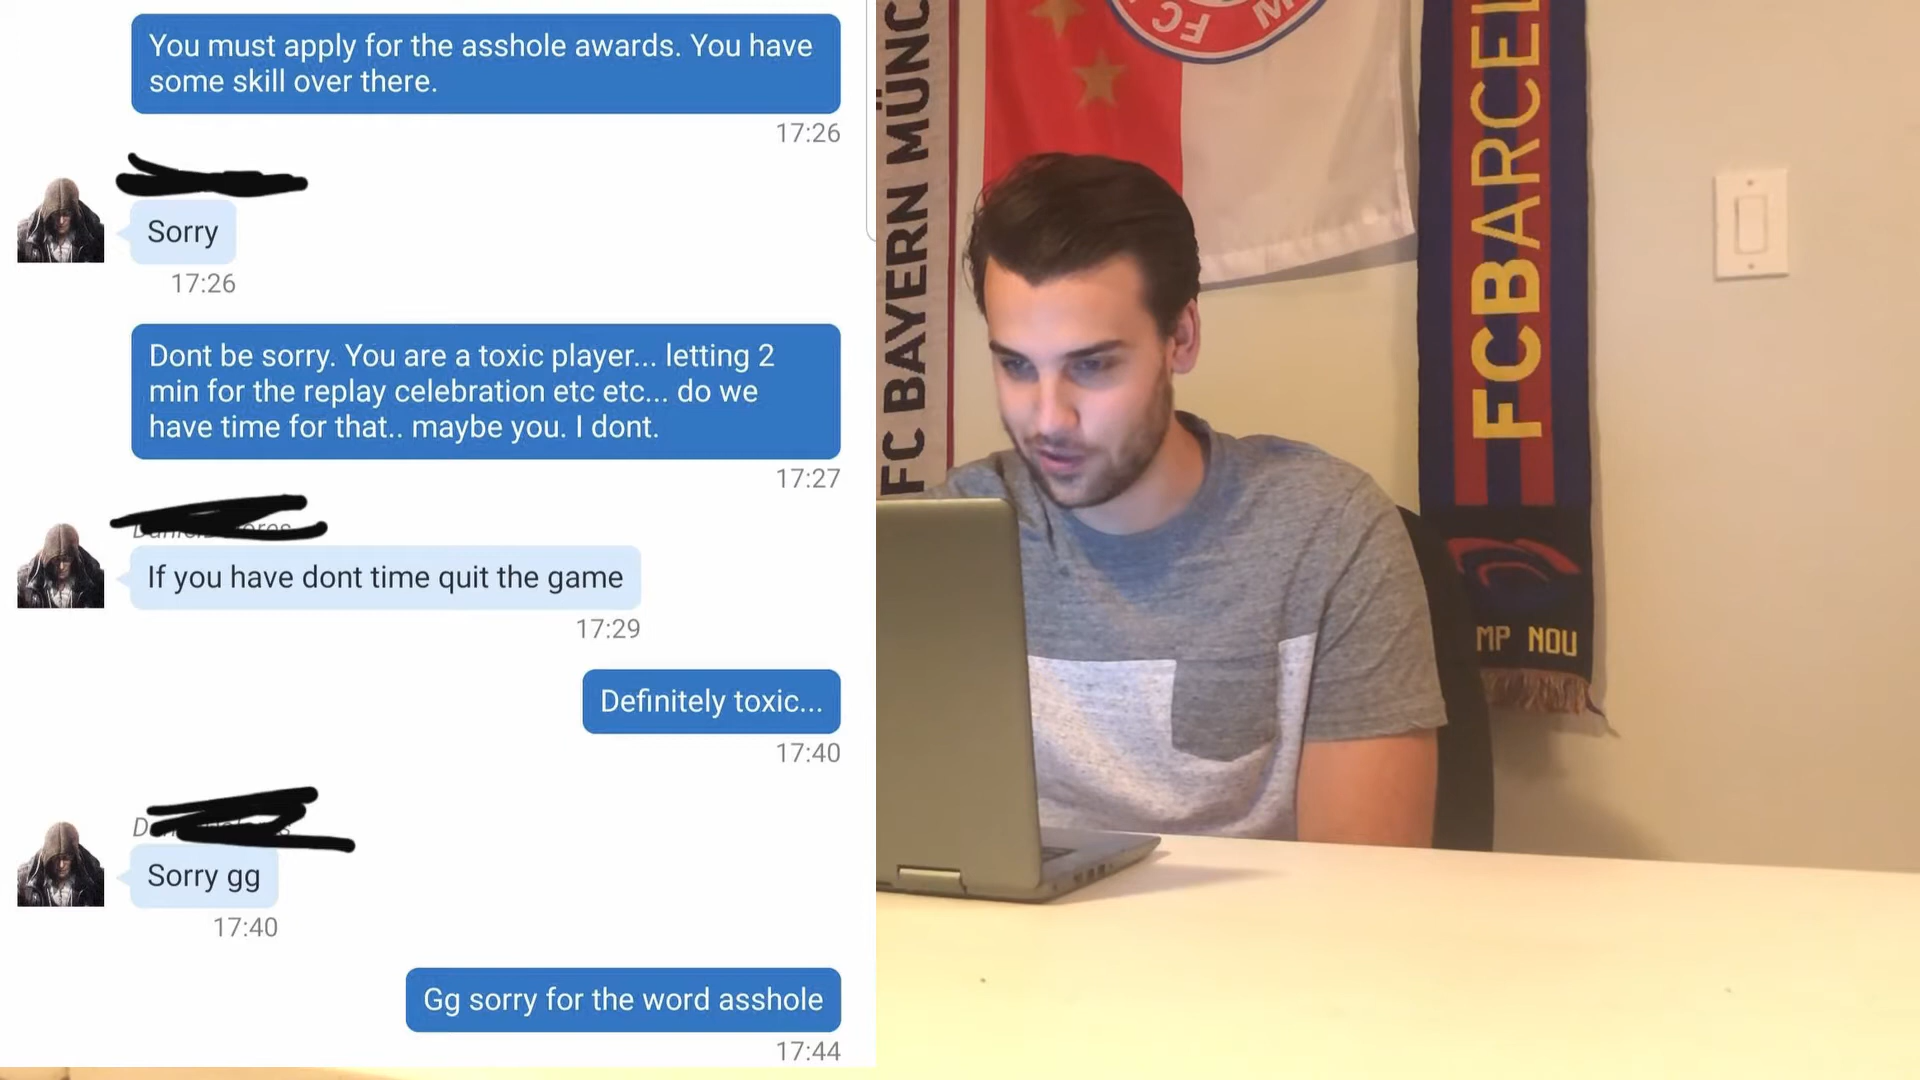 You must apply for the asshole awards. You have
some skill over there.
17:26
Sorry
17:26
Dont be sorry. You are a toxic player... letting 2
min for the replay celebration etc etc... do we
have time for that.. maybe you. I dont.
17:27
If you have dont time quit the game
17:29
Definitely toxic...
17:40
Sorry gg
17:40
Gg sorry for the word asshole
17:44
FC BAYERN MÜNC
FC
FCBARCEL
MP NOU